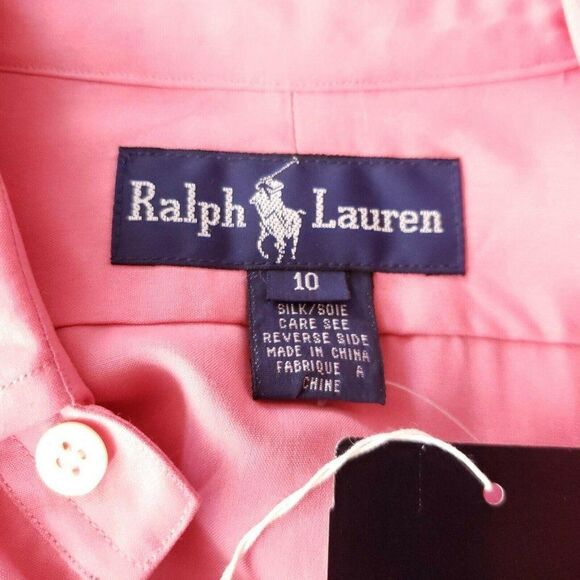 Ralph Lauren
10
SILK/SOIE
CARE SEE
REVERSE SIDE
MADE IN CHINA
FABRIQUE A
CHINE